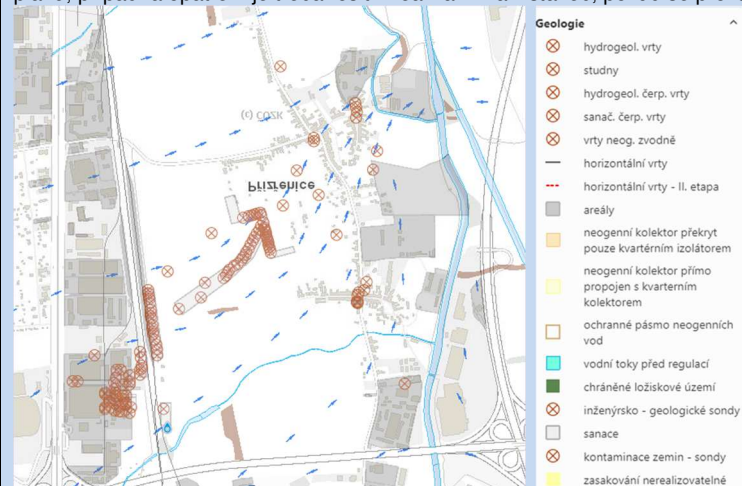 (c) ČÚZK
Přízřenice
Geologie
hydrogeol. vrty
studny
hydrogeol. čerp. vrty
sanač. čerp. vrty
vrty neog. zvodně
horizontální vrty
horizontální vrty - II. etapa
areály
neogenní kolektor překryt
pouze kvartérním izolátorem
neogenní kolektor přímo
propojen s kvarterním
kolektorem
ochranné pásmo neogenních
vod
vodní toky před regulací
chráněné ložiskové území
inženýrsko - geologické sondy
sanace
kontaminace zemin - sondy
zasakování nerealizovatelné